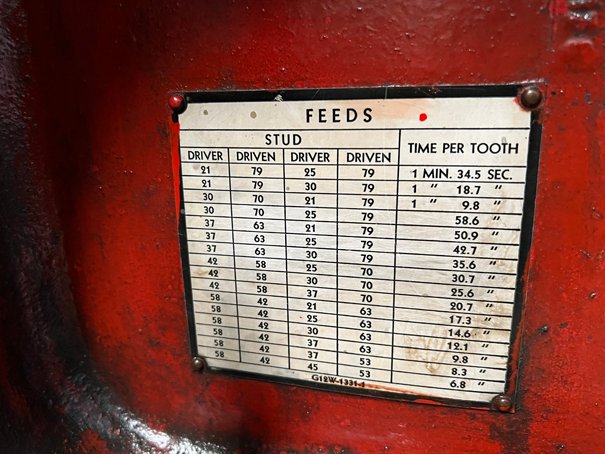 FEEDS
STUD TIME PER TOOTH
DRIVER DRIVEN DRIVER DRIVEN
21 79 25 79 1 MIN. 34.5 SEC.
21 79 30 79 1 " 18.7 "
30 70 21 79 1 " 9.8 "
30 70 25 79 58.6 "
37 63 21 79 50.9 "
37 63 25 79 42.7 "
37 63 30 79 35.6 "
42 58 25 70 30.7 "
42 58 30 70 25.6 "
42 58 37 70 20.7 "
58 42 21 63 17.3 "
58 42 25 63 14.6 "
58 42 30 63 12.1 "
58 42 37 63 9.8 "
58 42 37 53 8.3 "
58 42 45 53 6.8 "
G12W-1331-1